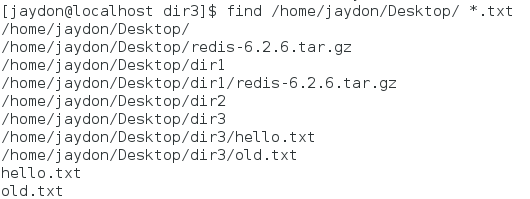 [jaydon@localhost dir3]$ find /home/jaydon/Desktop/ *.txt
/home/jaydon/Desktop/
/home/jaydon/Desktop/redis-6.2.6.tar.gz
/home/jaydon/Desktop/dir1
/home/jaydon/Desktop/dir1/redis-6.2.6.tar.gz
/home/jaydon/Desktop/dir2
/home/jaydon/Desktop/dir3
/home/jaydon/Desktop/dir3/hello.txt
/home/jaydon/Desktop/dir3/old.txt
hello.txt
old.txt